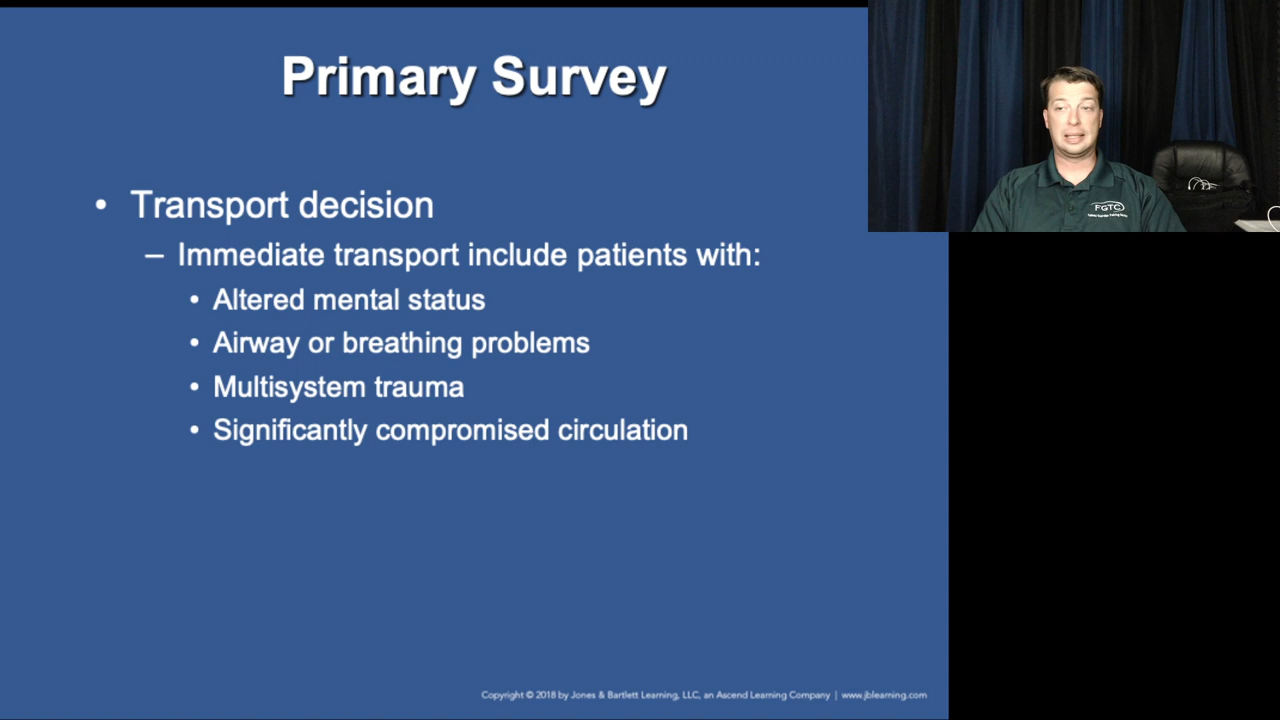 Primary Survey
• Transport decision
– Immediate transport include patients with:
• Altered mental status
• Airway or breathing problems
• Multisystem trauma
• Significantly compromised circulation
Copyright © 2018 by Jones & Bartlett Learning, LLC, an Ascend Learning Company | www.jblearning.com
FGTC